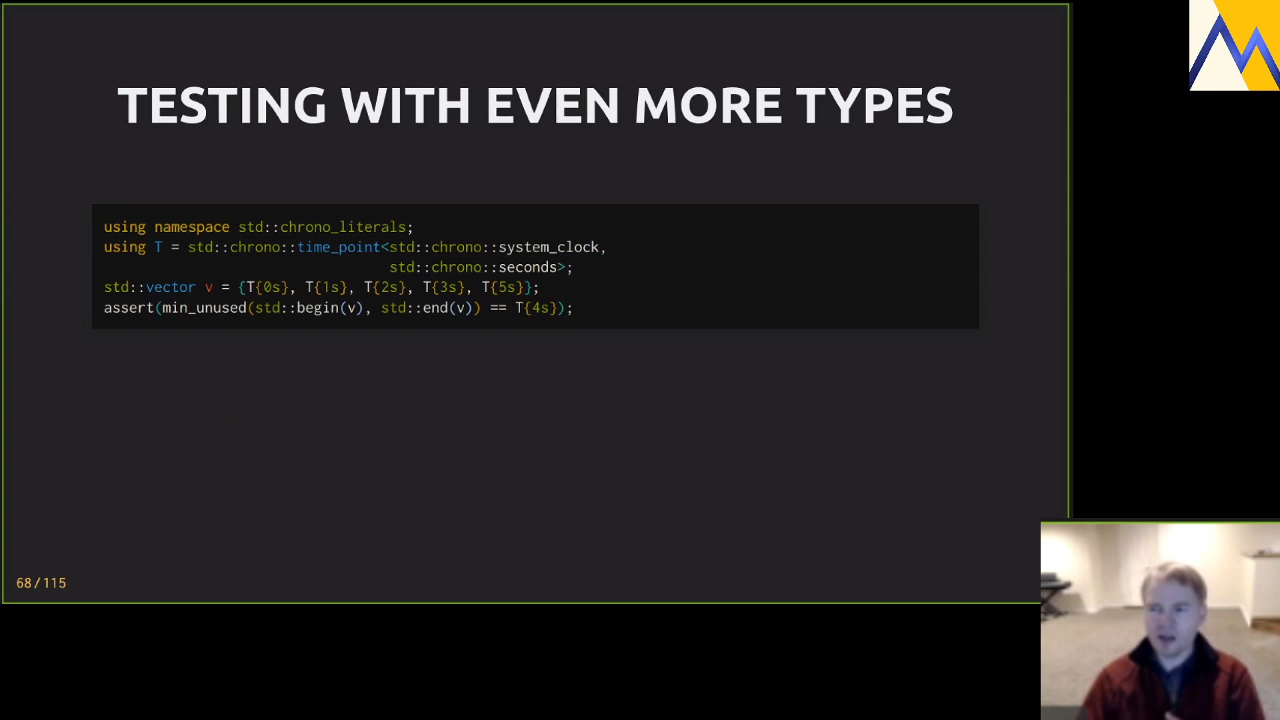 TESTING WITH EVEN MORE TYPES
using namespace std::chrono_literals;
using T = std::chrono::time_point<std::chrono::system_clock,
std::chrono::seconds>;
std::vector v = {T{0s}, T{1s}, T{2s}, T{3s}, T{5s}};
assert(min_unused(std::begin(v), std::end(v)) == T{4s});
68/115